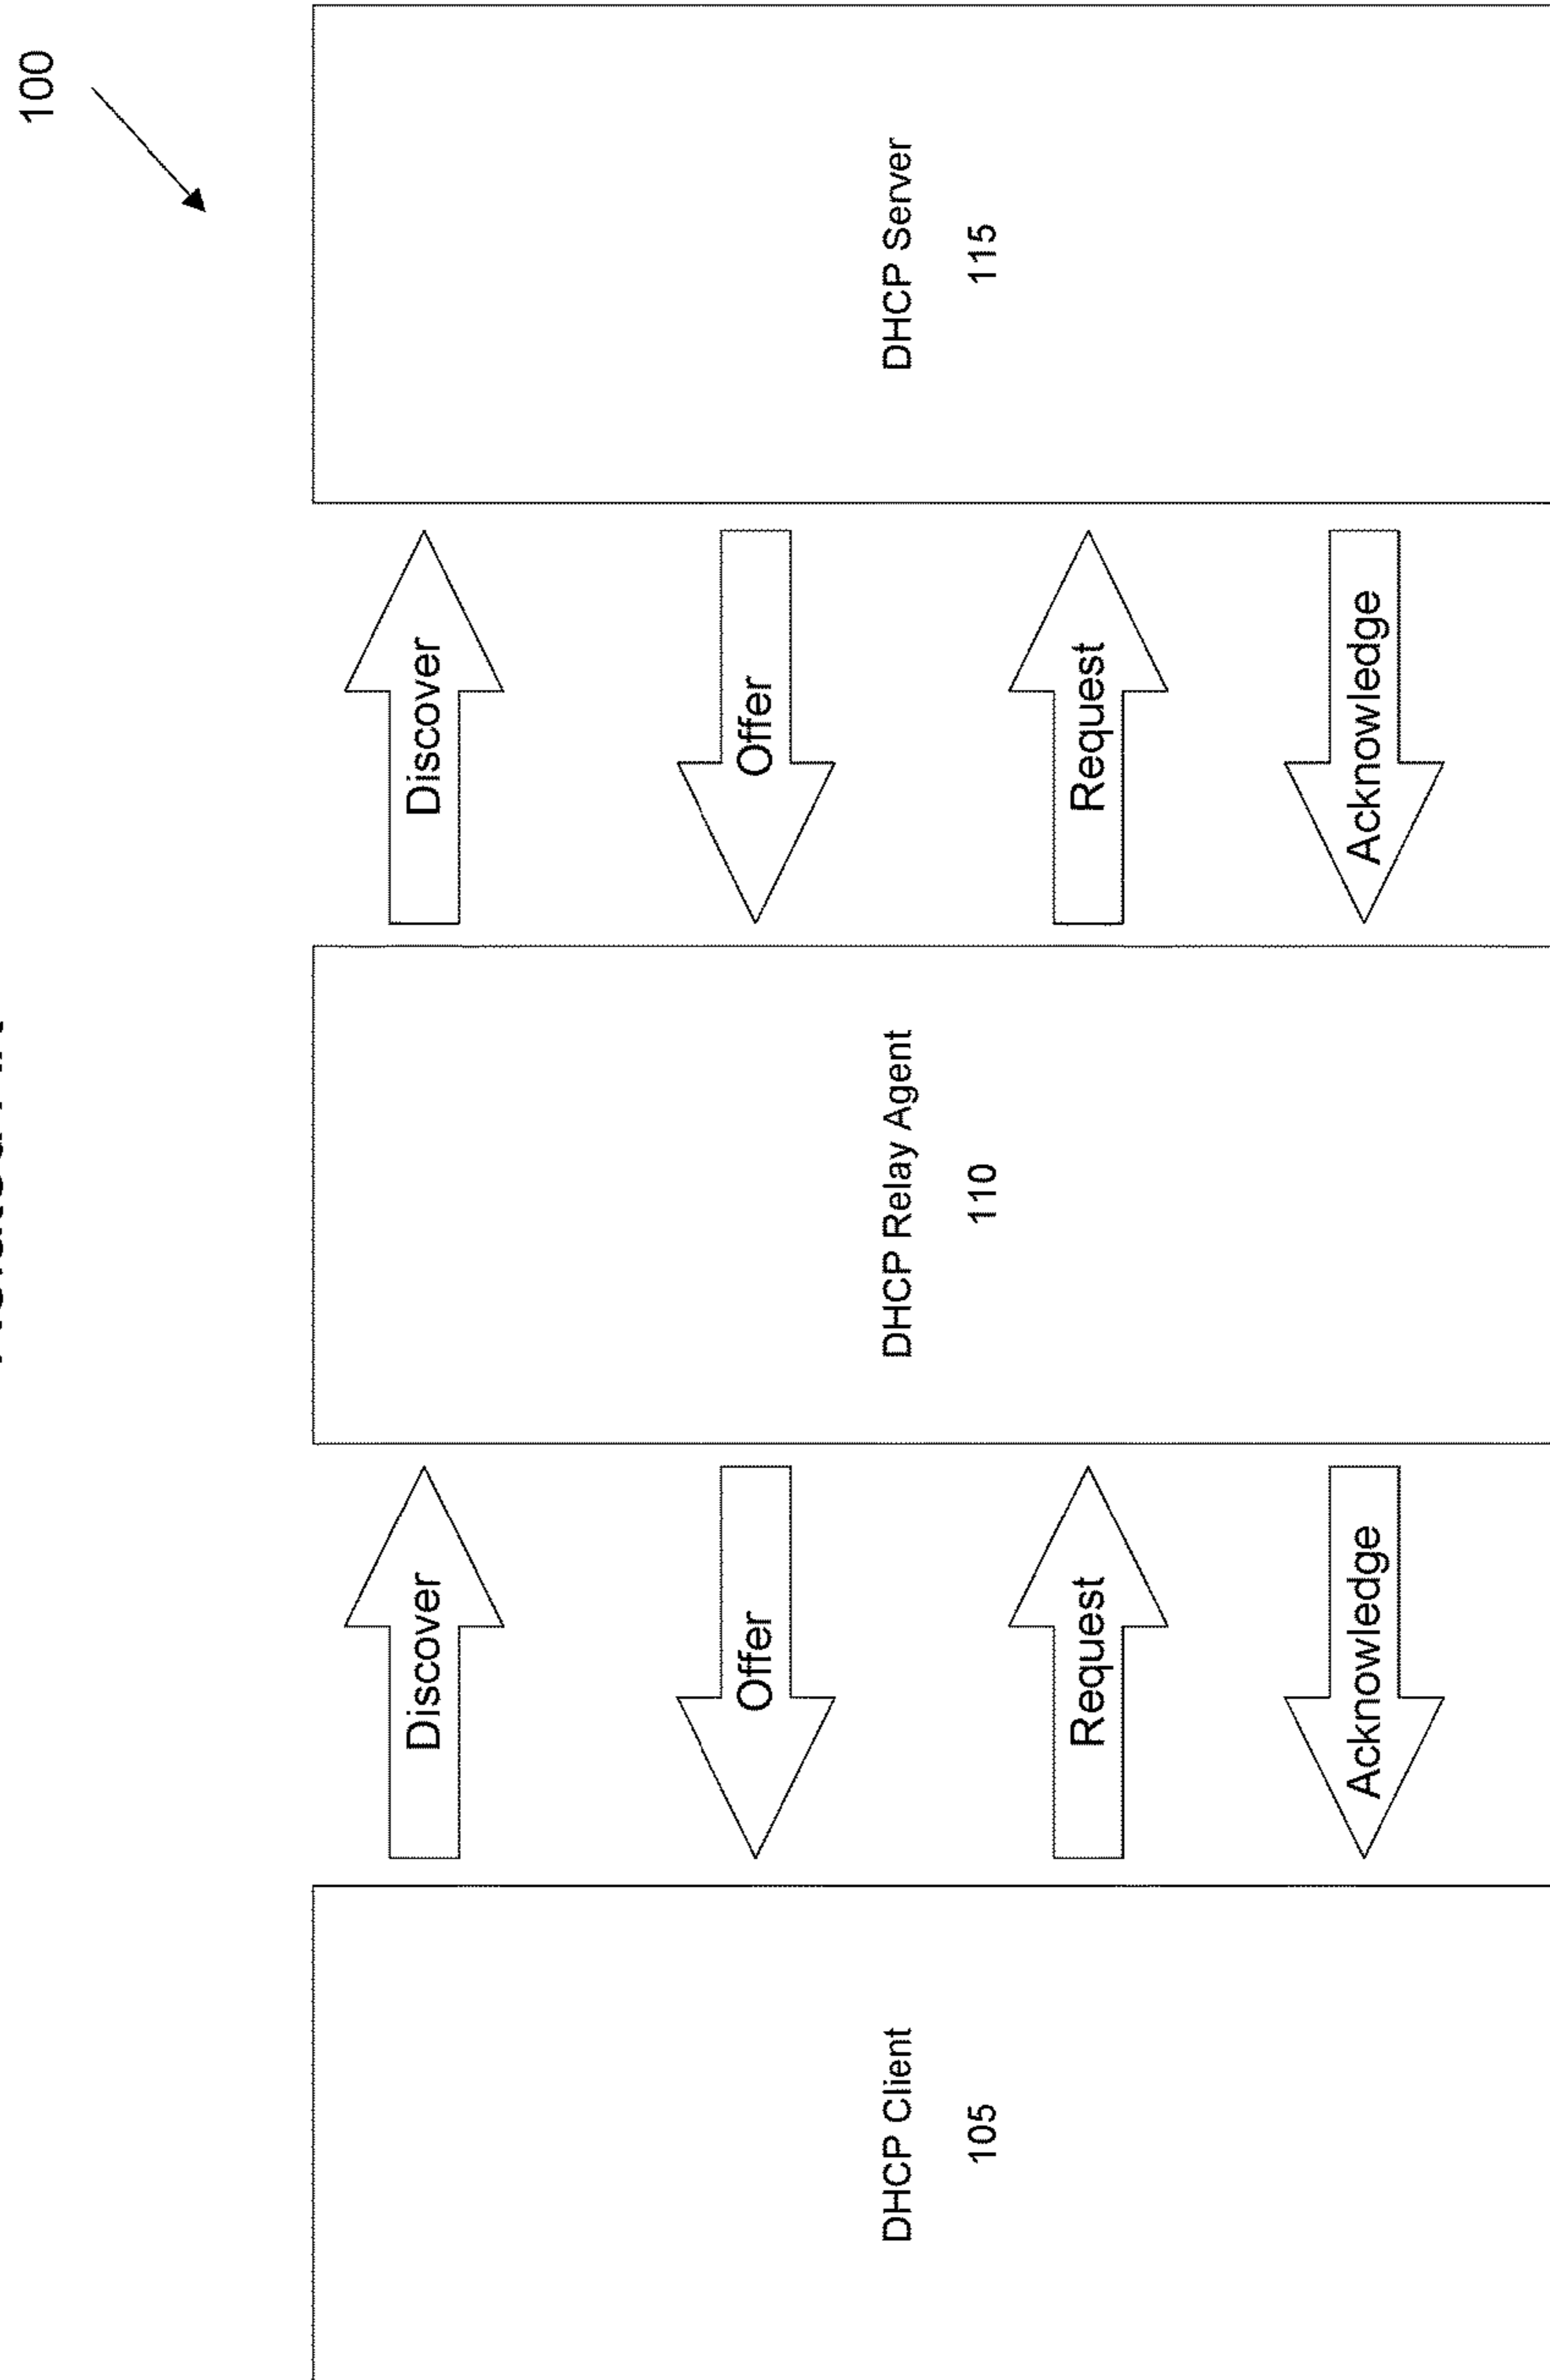 100
Discover
Discover
Offer
Offer
DHCP Client
105
DHCP Relay Agent
110
DHCP Server
115
Request
Request
Acknowledge
Acknowledge